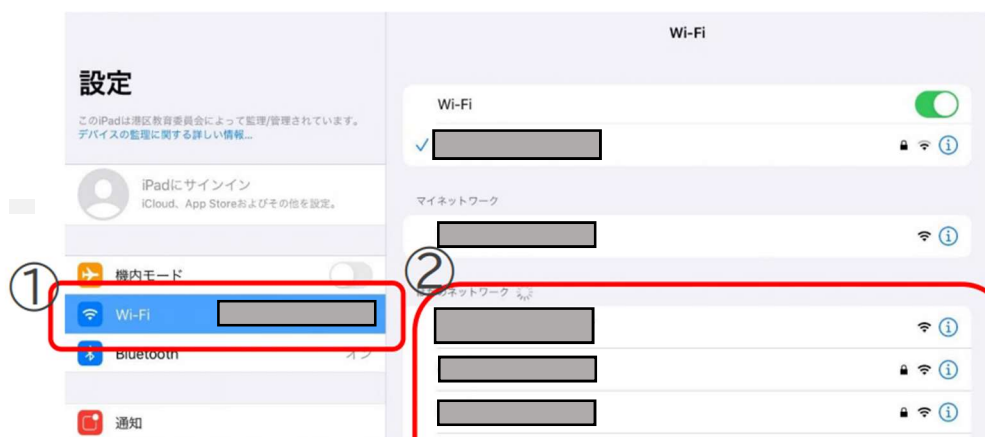 Wi-Fi
設定
このiPadは港区教育委員会によって監理/管理されています。
デバイスの監理に関する詳しい情報...
iPadにサインイン
iCloud、App Storeおよびその他を設定。
①
機内モード
Wi-Fi
Bluetooth
オン
通知
Wi-Fi
マイネットワーク
②
のネットワーク